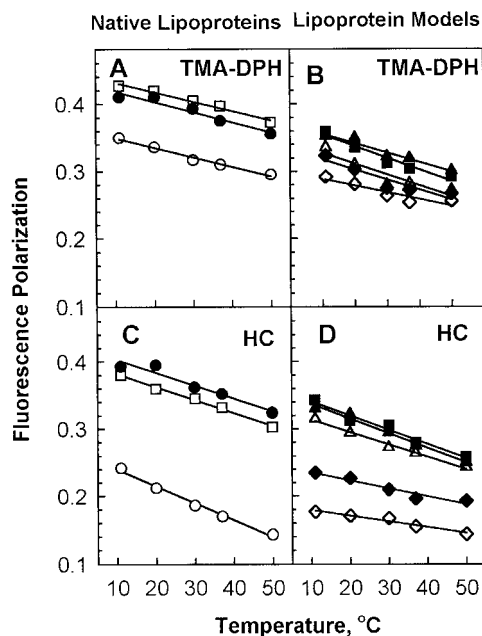 Native Lipoproteins
Lipoprotein Models
A TMA-DPH
B TMA-DPH
0.4
0.3
0.2
0.1
C HC
D HC
0.4
0.3
0.2
0.1
Fluorescence Polarization
10 20 30 40 50
10 20 30 40 50
Temperature, °C